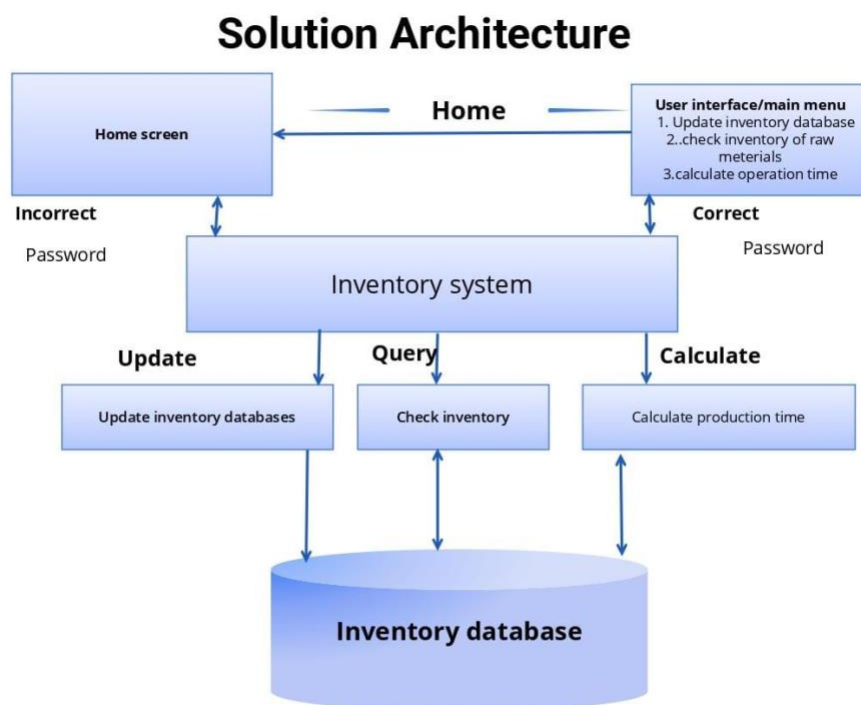 Solution Architecture
Home
Home screen
User interface/main menu
1. Update inventory database
2..check inventory of raw
meterials
3.calculate operation time
Incorrect
Password
Correct
Password
Inventory system
Update
Query
Calculate
Update inventory databases
Check inventory
Calculate production time
Inventory database